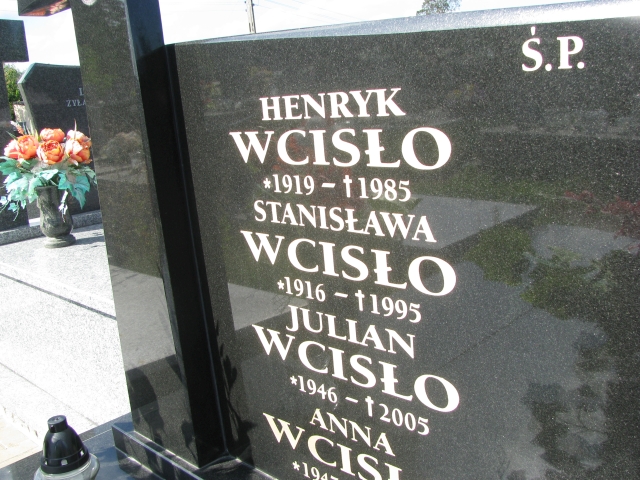 Ś.P.
HENRYK
WCISŁO
*1919 – †1985
STANISŁAWA
WCISŁO
*1916 – †1995
JULIAN
WCISŁO
*1946 – †2005
ANNA